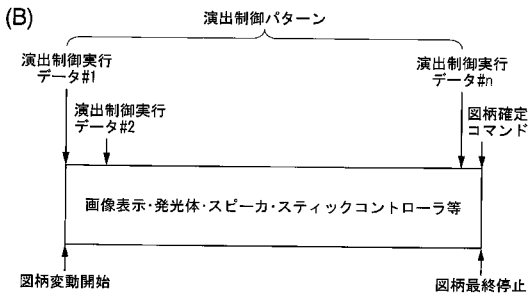 (B)
演出制御パターン
演出制御実行
データ#1
演出制御実行
データ#2
演出制御実行
データ#n
図柄確定
コマンド
画像表示・発光体・スピーカ・スティックコントローラ等
図柄変動開始
図柄最終停止